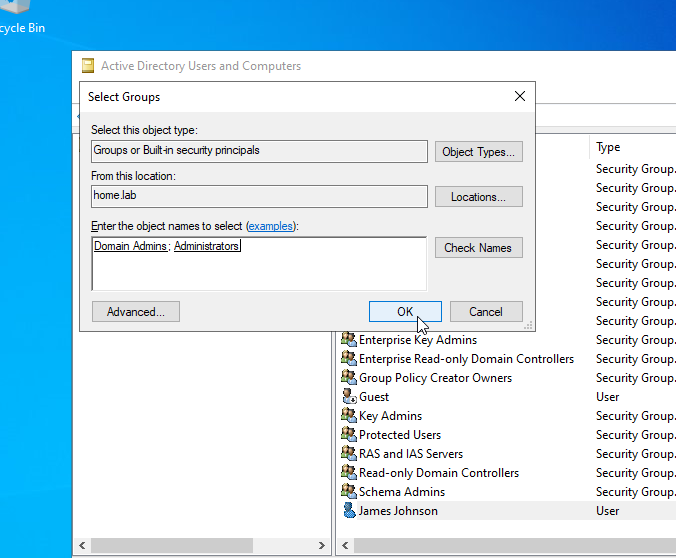 cycle Bin
Active Directory Users and Computers
Select Groups
Select this object type:
Groups or Built-in security principals
Object Types...
From this location:
home.lab
Locations...
Enter the object names to select (examples):
Domain Admins; Administrators
Check Names
Advanced...
OK
Cancel
Type
Security Group.
Security Group.
Security Group.
Security Group.
Security Group.
Security Group.
Security Group.
Security Group.
Security Group.
Enterprise Key Admins Security Group.
Enterprise Read-only Domain Controllers Security Group.
Group Policy Creator Owners Security Group.
Guest User
Key Admins Security Group.
Protected Users Security Group.
RAS and IAS Servers Security Group.
Read-only Domain Controllers Security Group.
Schema Admins Security Group.
James Johnson User